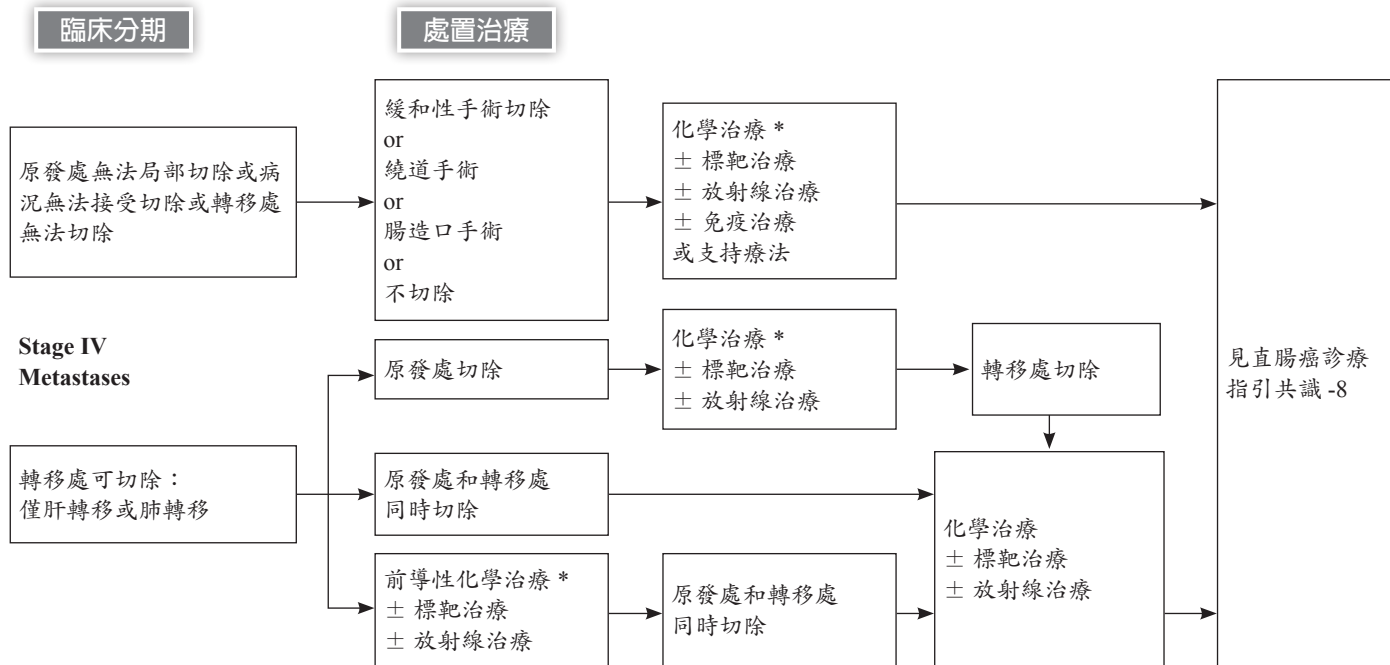 臨床分期
處置治療
原發處無法局部切除或病
況無法接受切除或轉移處
無法切除
緩和性手術切除
or
繞道手術
or
腸造口手術
or
不切除
化學治療 *
± 標靶治療
± 放射線治療
± 免疫治療
或支持療法
Stage IV
Metastases
原發處切除
化學治療 *
± 標靶治療
± 放射線治療
轉移處切除
見直腸癌診療
指引共識 -8
轉移處可切除：
僅肝轉移或肺轉移
原發處和轉移處
同時切除
前導性化學治療 *
± 標靶治療
± 放射線治療
原發處和轉移處
同時切除
化學治療
± 標靶治療
± 放射線治療